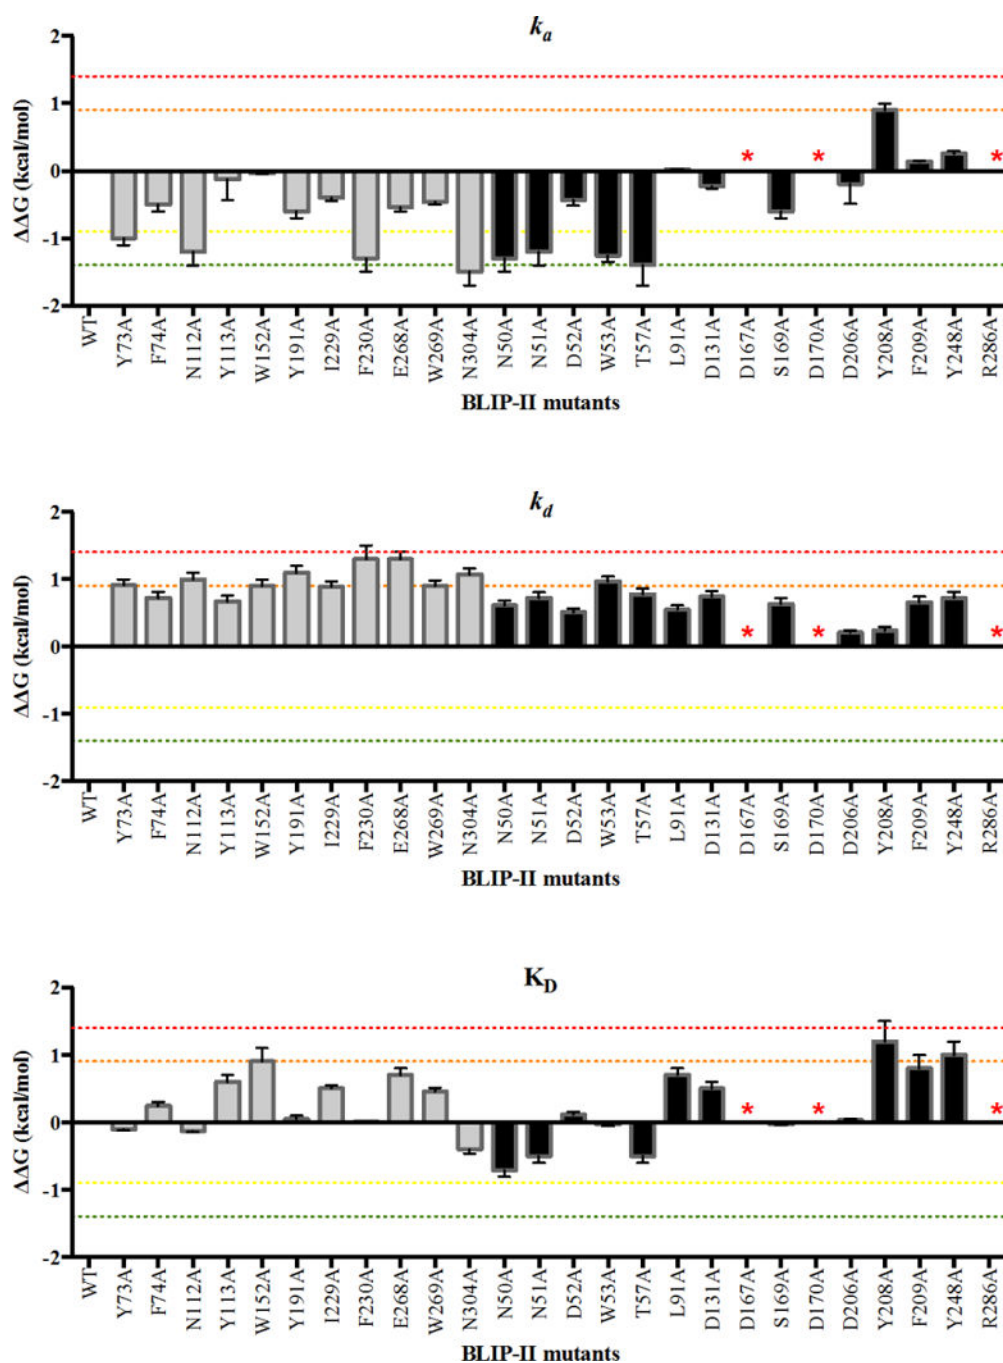 kₐ
2
1
0
-1
-2
ΔΔG (kcal/mol)
* * *
WT Y73A F74A N112A Y113A W152A Y191A I229A F230A E268A W269A N304A N50A N51A D52A W53A T57A L91A D131A D167A S169A D170A D206A Y208A F209A Y248A R286A
BLIP-II mutants
k_d
2
1
0
-1
-2
ΔΔG (kcal/mol)
* * *
WT Y73A F74A N112A Y113A W152A Y191A I229A F230A E268A W269A N304A N50A N51A D52A W53A T57A L91A D131A D167A S169A D170A D206A Y208A F209A Y248A R286A
BLIP-II mutants
K_D
2
1
0
-1
-2
ΔΔG (kcal/mol)
* * *
WT Y73A F74A N112A Y113A W152A Y191A I229A F230A E268A W269A N304A N50A N51A D52A W53A T57A L91A D131A D167A S169A D170A D206A Y208A F209A Y248A R286A
BLIP-II mutants